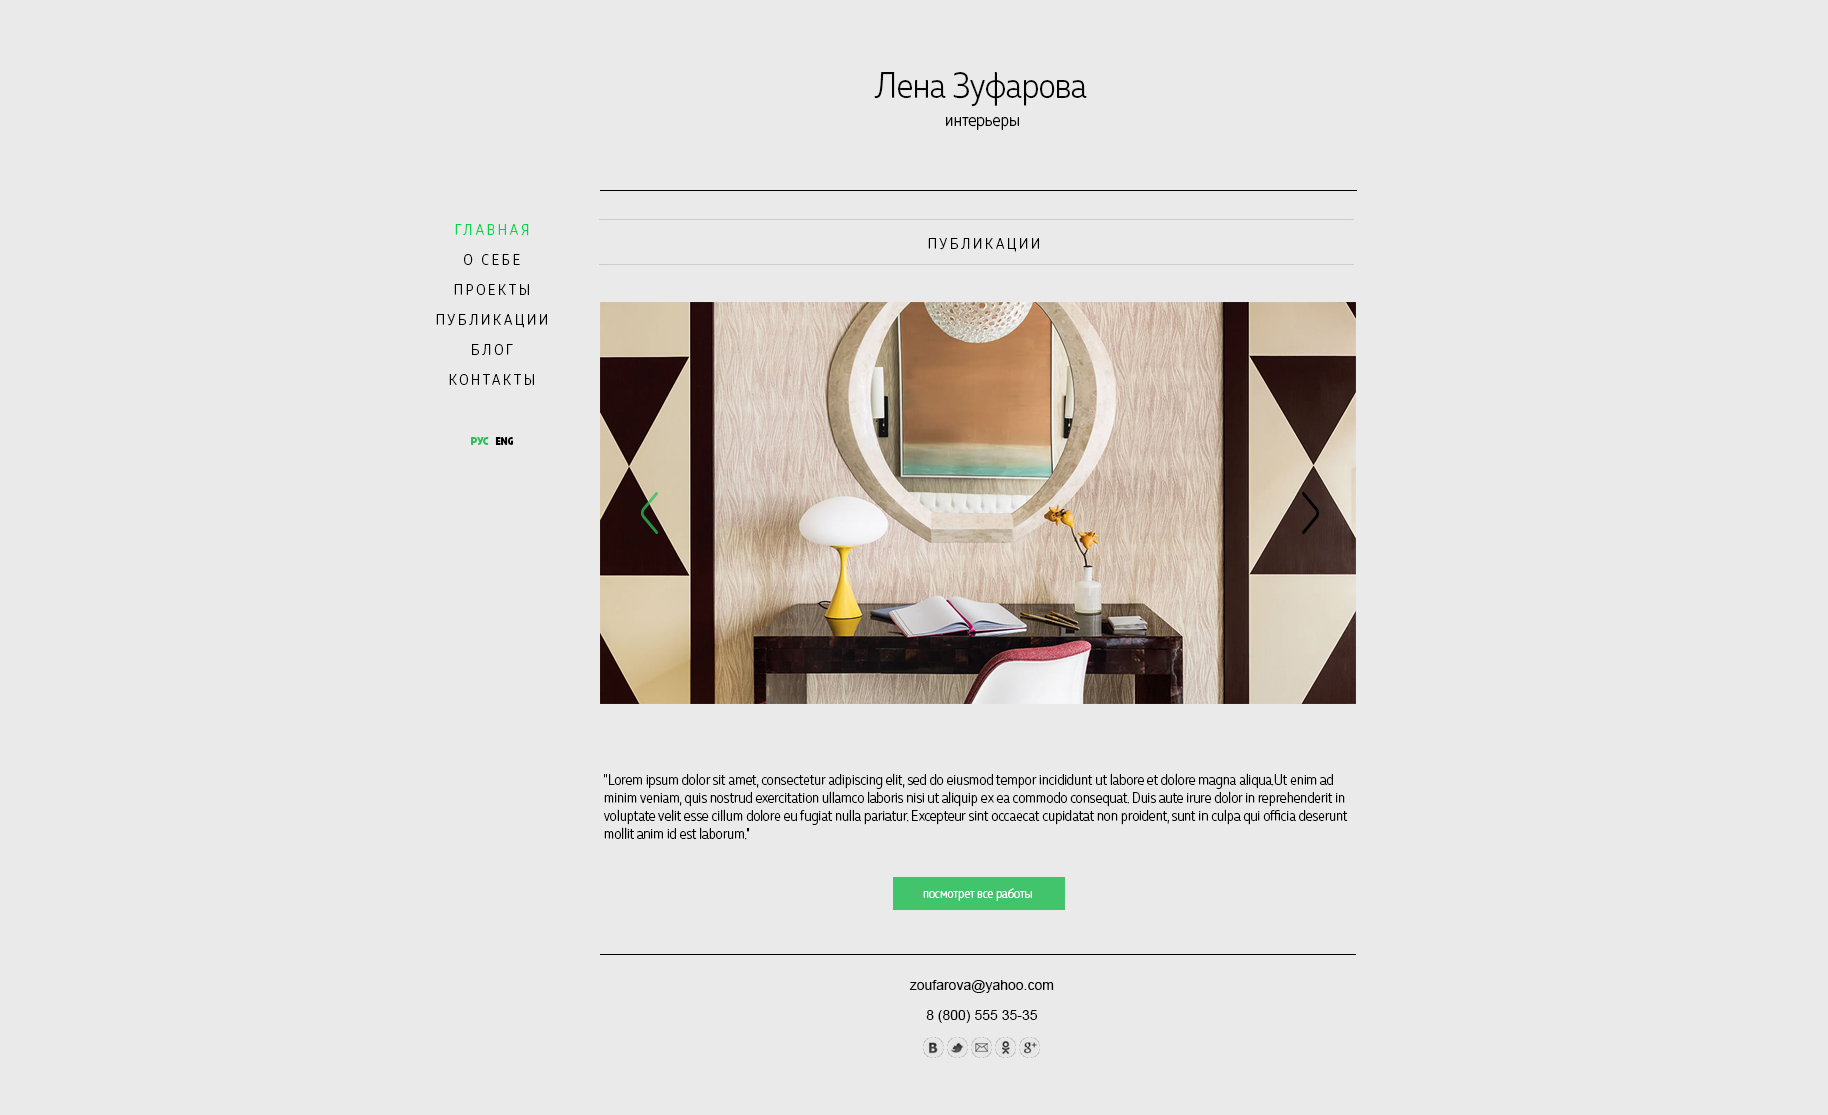 Лена Зуфарова
интерьеры
ГЛАВНАЯ
О СЕБЕ
ПРОЕКТЫ
ПУБЛИКАЦИИ
БЛОГ
КОНТАКТЫ
РУС ENG
ПУБЛИКАЦИИ
"Lorem ipsum dolor sit amet, consectetur adipiscing elit, sed do eiusmod tempor incididunt ut labore et dolore magna aliqua.Ut enim ad
minim veniam, quis nostrud exercitation ullamco laboris nisi ut aliquip ex ea commodo consequat. Duis aute irure dolor in reprehenderit in
voluptate velit esse cillum dolore eu fugiat nulla pariatur. Excepteur sint occaecat cupidatat non proident, sunt in culpa qui officia deserunt
mollit anim id est laborum."
посмотрет все работы
zoufarova@yahoo.com
8 (800) 555 35-35
B g+